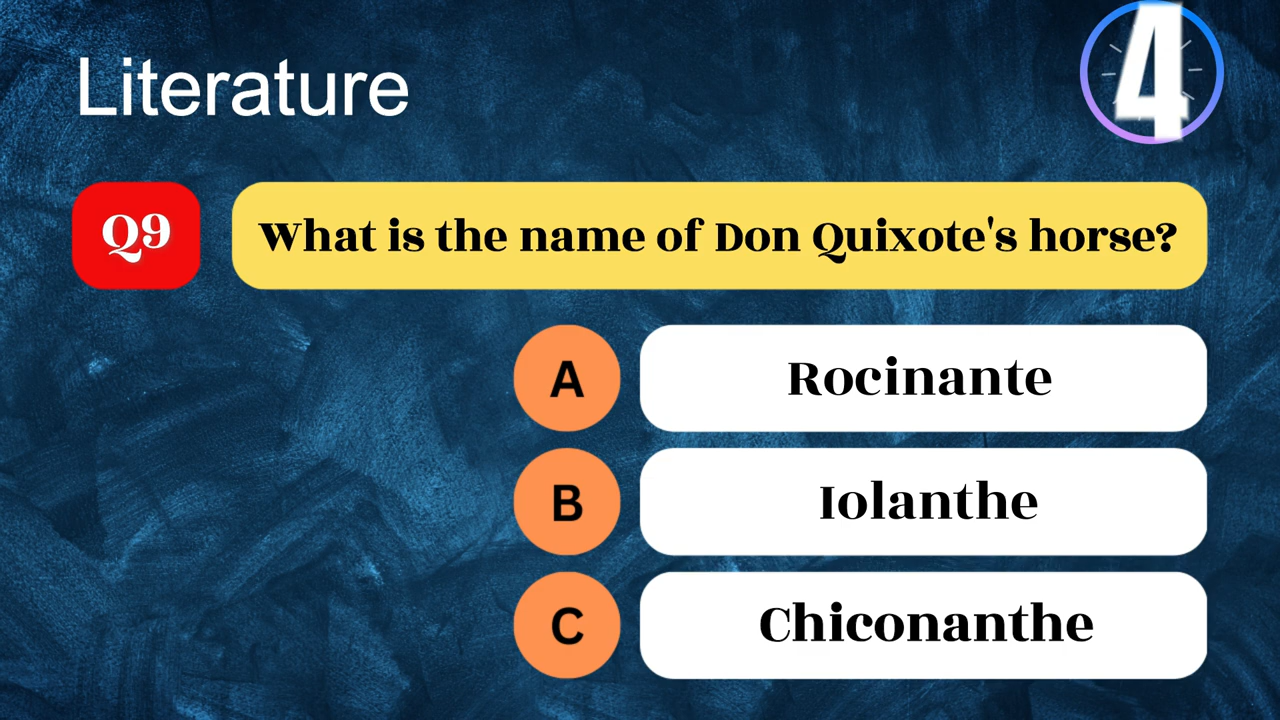 Literature
4
Q9
What is the name of Don Quixote's horse?
A
Rocinante
B
Iolanthe
C
Chiconanthe